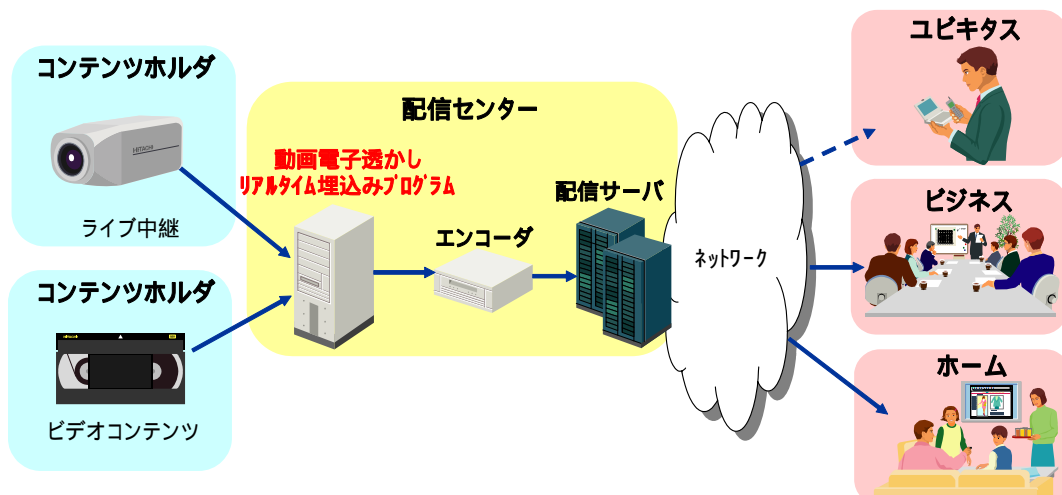 コンテンツホルダ
HITACHI
ライブ中継
コンテンツホルダ
ビデオコンテンツ
配信センター
動画電子透かし
ﾘｱﾙﾀｲﾑ埋込みﾌﾟﾛｸﾞﾗﾑ
エンコーダ
配信サーバ
ﾈｯﾄﾜｰｸ
ユビキタス
ビジネス
ホーム